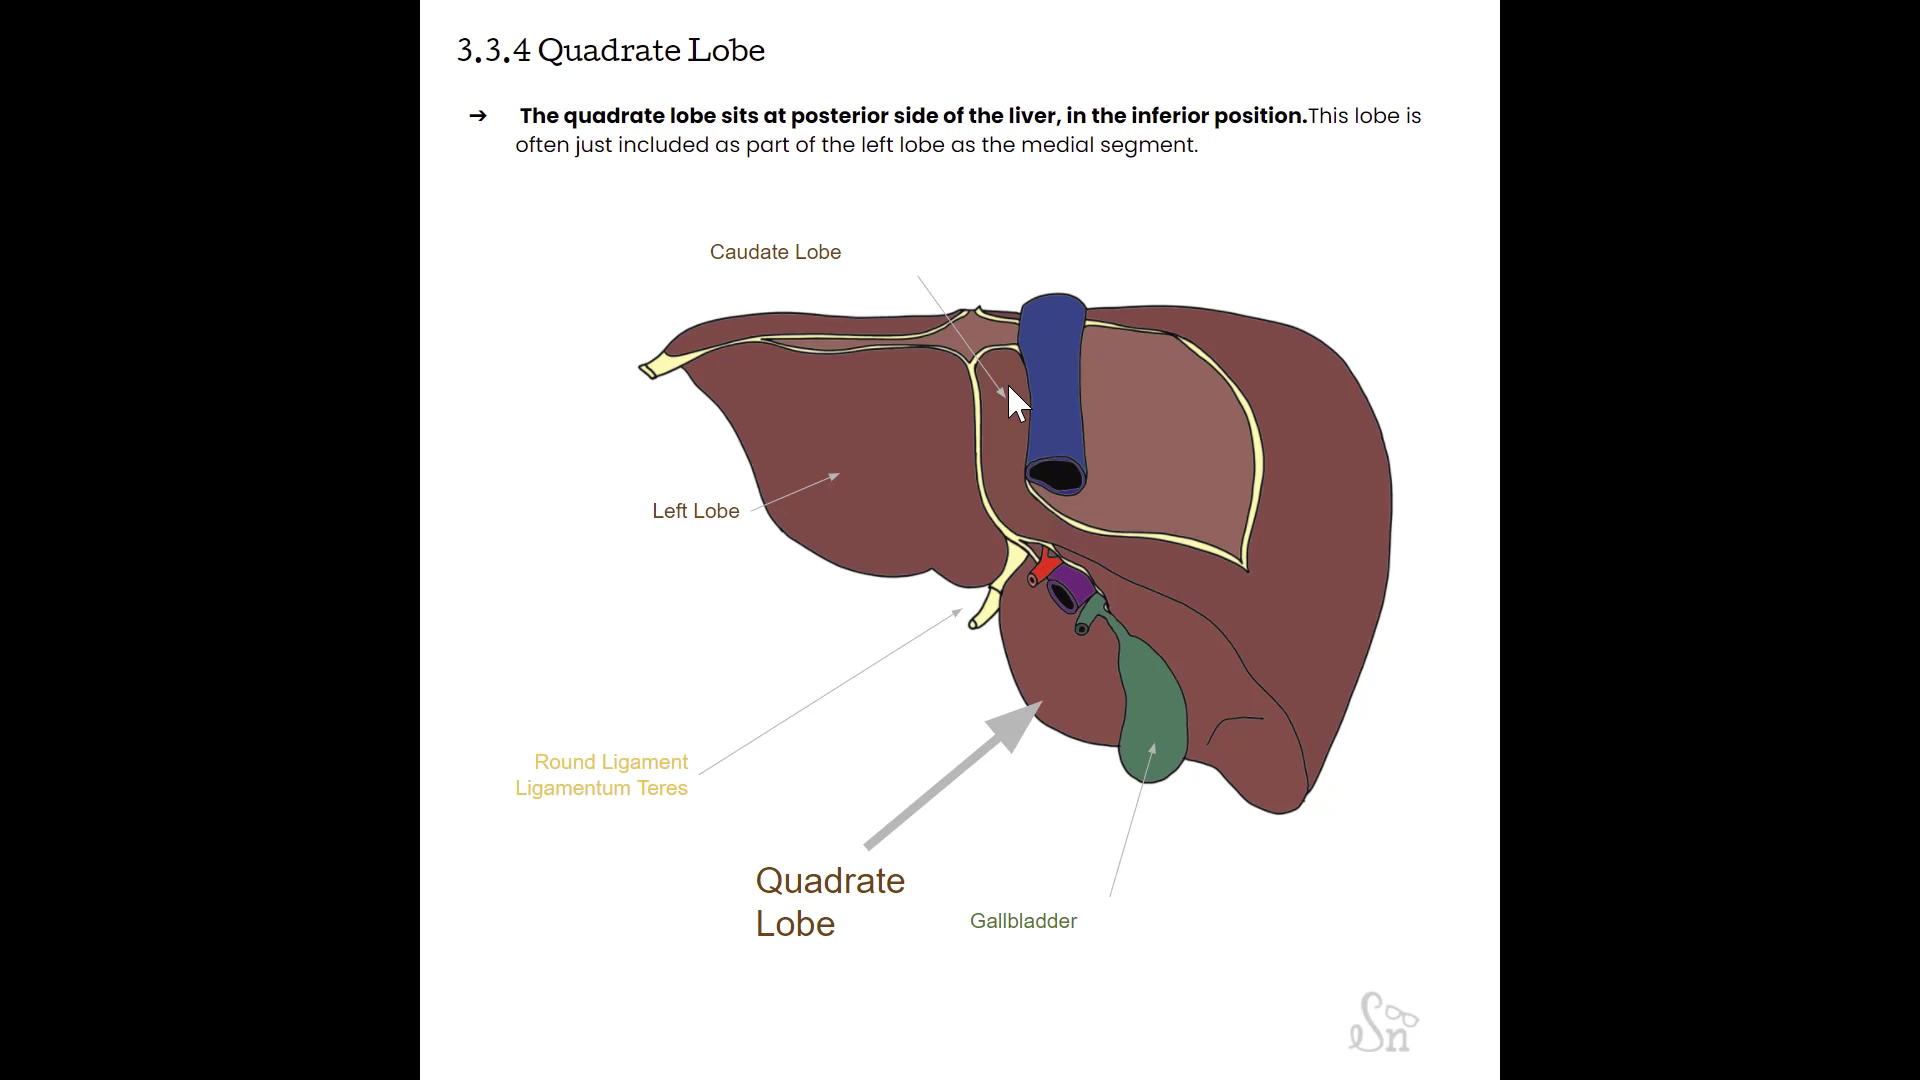 3.3.4 Quadrate Lobe
➔ The quadrate lobe sits at posterior side of the liver, in the inferior position.This lobe is
often just included as part of the left lobe as the medial segment.
Caudate Lobe
Left Lobe
Round Ligament
Ligamentum Teres
Quadrate
Lobe
Gallbladder
eSn